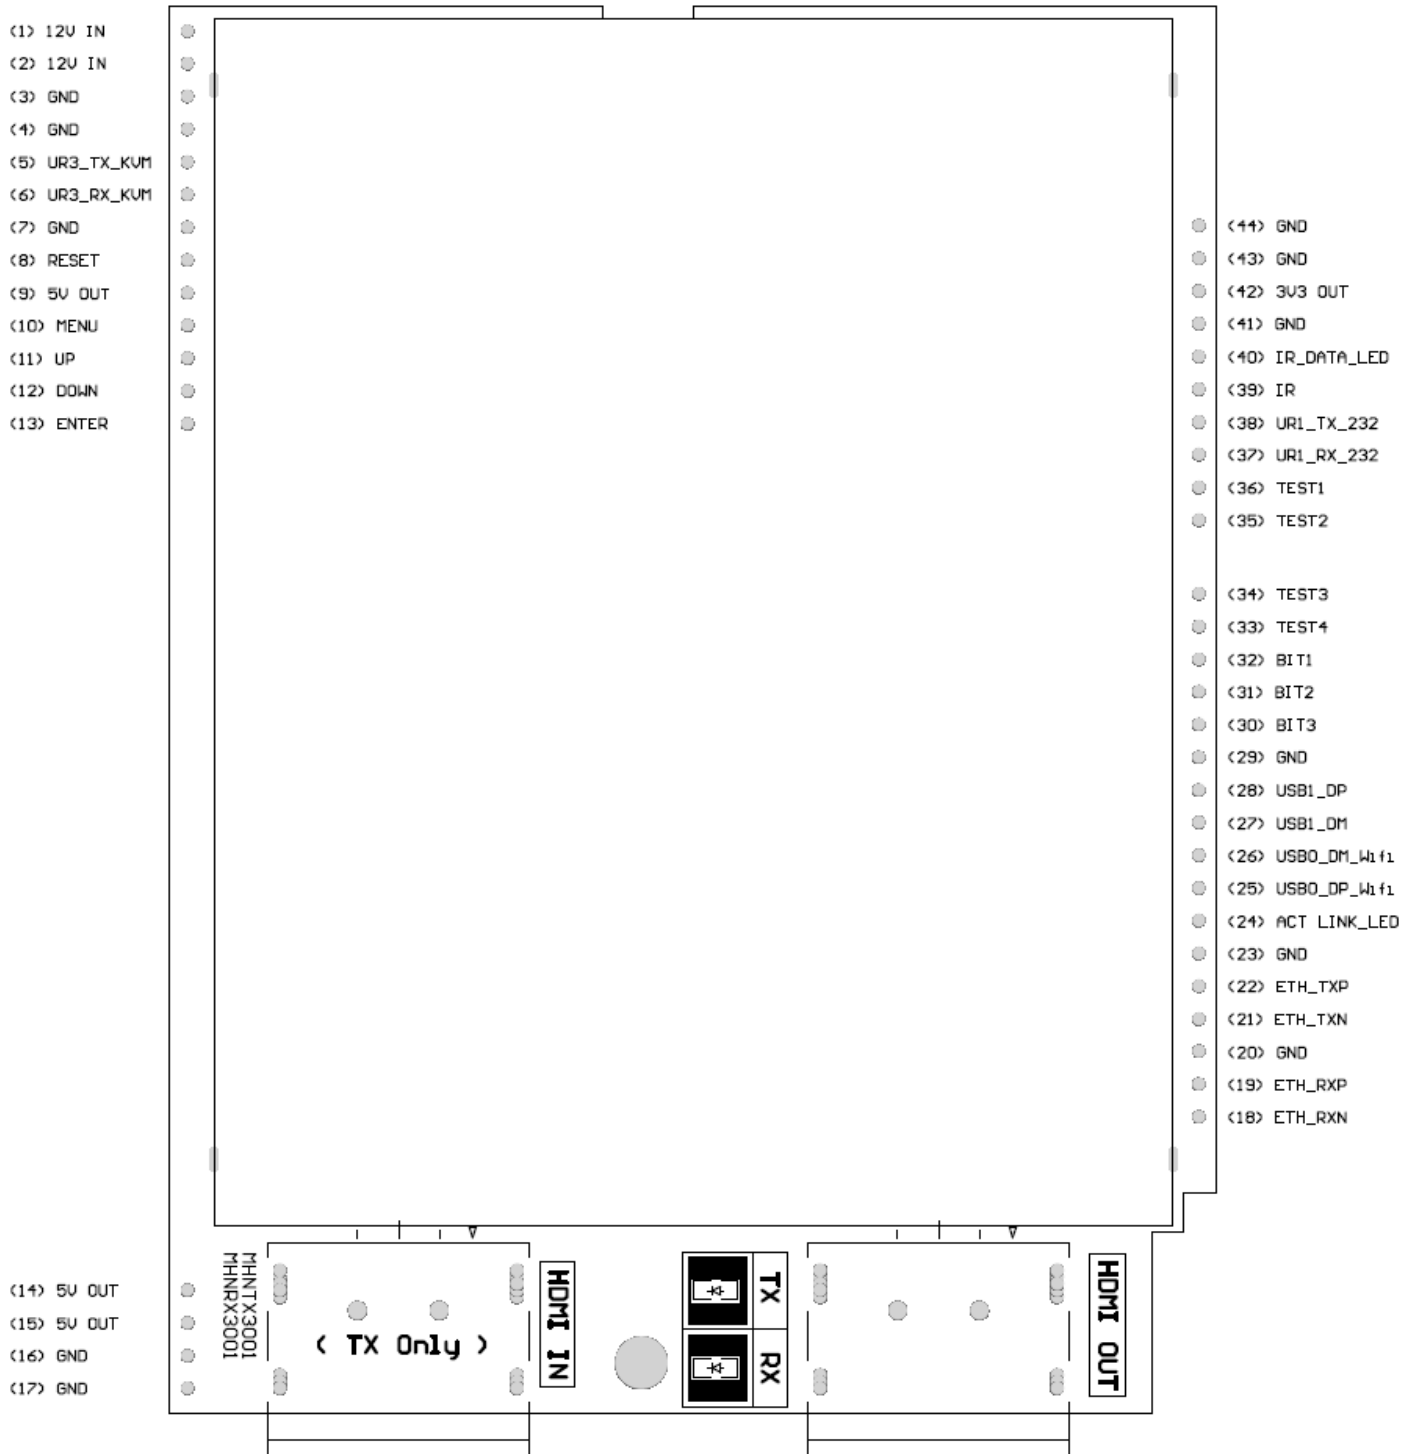 (1) 12V IN
(2) 12V IN
(3) GND
(4) GND
(5) UR3_TX_KVM
(6) UR3_RX_KVM
(7) GND
(8) RESET
(9) 5V OUT
(10) MENU
(11) UP
(12) DOWN
(13) ENTER
(44) GND
(43) GND
(42) 3V3 OUT
(41) GND
(40) IR_DATA_LED
(39) IR
(38) UR1_TX_232
(37) UR1_RX_232
(36) TEST1
(35) TEST2
(34) TEST3
(33) TEST4
(32) BIT1
(31) BIT2
(30) BIT3
(29) GND
(28) USB1_DP
(27) USB1_DM
(26) USB0_DM_Wifi
(25) USB0_DP_Wifi
(24) ACT LINK_LED
(23) GND
(22) ETH_TXP
(21) ETH_TXN
(20) GND
(19) ETH_RXP
(18) ETH_RXN
(14) 5V OUT
(15) 5V OUT
(16) GND
(17) GND
MHNTX3001
MHNRX3001
( TX Only )
HDMI IN
TX
RX
HDMI OUT